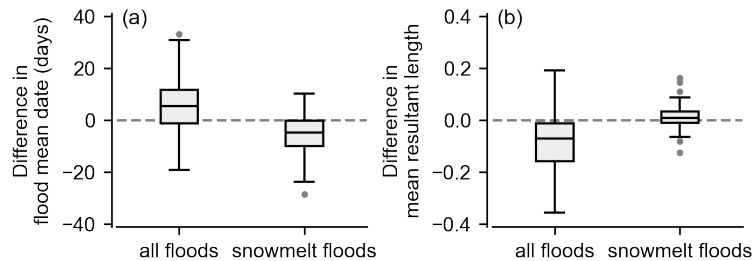 (a)
Difference in
flood mean date (days)
40
20
0
−20
−40
all floods
snowmelt floods
(b)
Difference in
mean resultant length
0.4
0.2
0.0
−0.2
−0.4
all floods
snowmelt floods